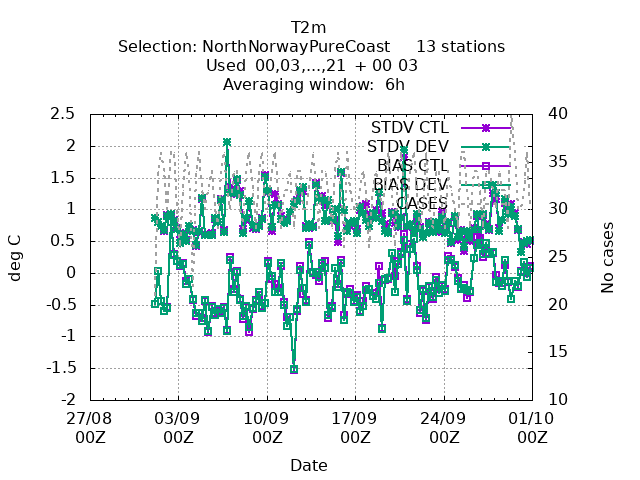 T2m
Selection: NorthNorwayPureCoast 13 stations
Used 00,03,...,21 + 00 03
Averaging window: 6h
2.5
2
1.5
1
0.5
0
-0.5
-1
-1.5
-2
deg C
40
35
30
25
20
15
10
No cases
STDV CTL
STDV DEV
BIAS CTL
BIAS DEV
CASES
27/08 03/09 10/09 17/09 24/09 01/10
00Z 00Z 00Z 00Z 00Z 00Z
Date